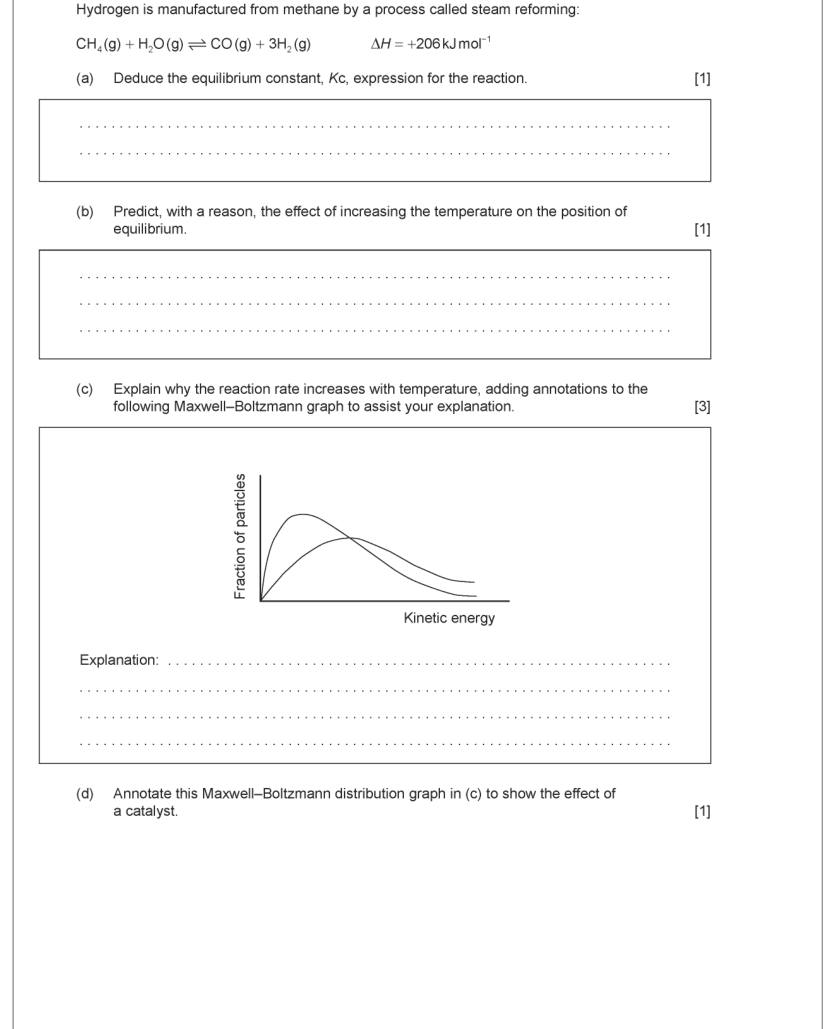 Hydrogen is manufactured from methane by a process called steam reforming:
CH₄(g) + H₂O(g) ⇌ CO(g) + 3H₂(g) ΔH = +206 kJ mol⁻¹
(a) Deduce the equilibrium constant, Kc, expression for the reaction. [1]
(b) Predict, with a reason, the effect of increasing the temperature on the position of
equilibrium. [1]
(c) Explain why the reaction rate increases with temperature, adding annotations to the
following Maxwell–Boltzmann graph to assist your explanation. [3]
Fraction of particles
Kinetic energy
Explanation:
(d) Annotate this Maxwell–Boltzmann distribution graph in (c) to show the effect of
a catalyst. [1]